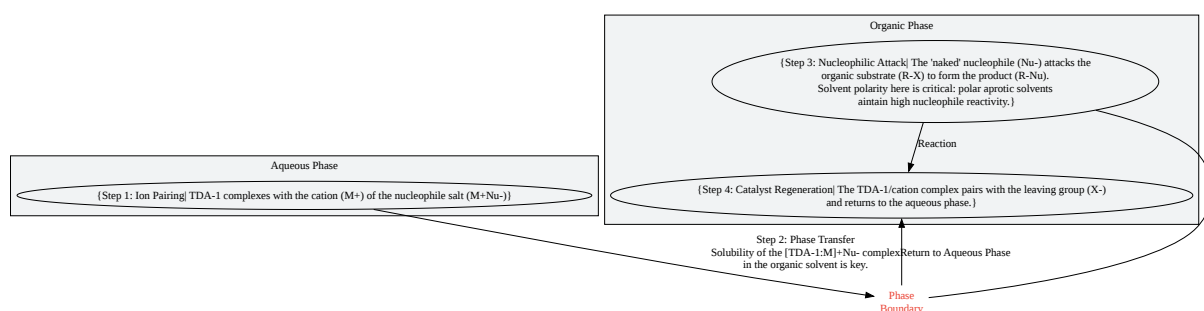 Organic Phase
{Step 3: Nucleophilic Attack| The 'naked' nucleophile (Nu-) attacks the
organic substrate (R-X) to form the product (R-Nu).
Solvent polarity here is critical: polar aprotic solvents
aintain high nucleophile reactivity.}
Reaction
Aqueous Phase
{Step 1: Ion Pairing| TDA-1 complexes with the cation (M+) of the nucleophile salt (M+Nu-)}
{Step 4: Catalyst Regeneration| The TDA-1/cation complex pairs with the leaving group (X-)
and returns to the aqueous phase.}
Step 2: Phase Transfer
Solubility of the [TDA-1:M]+Nu- complex
in the organic solvent is key.
Return to Aqueous Phase
Phase
Boundary